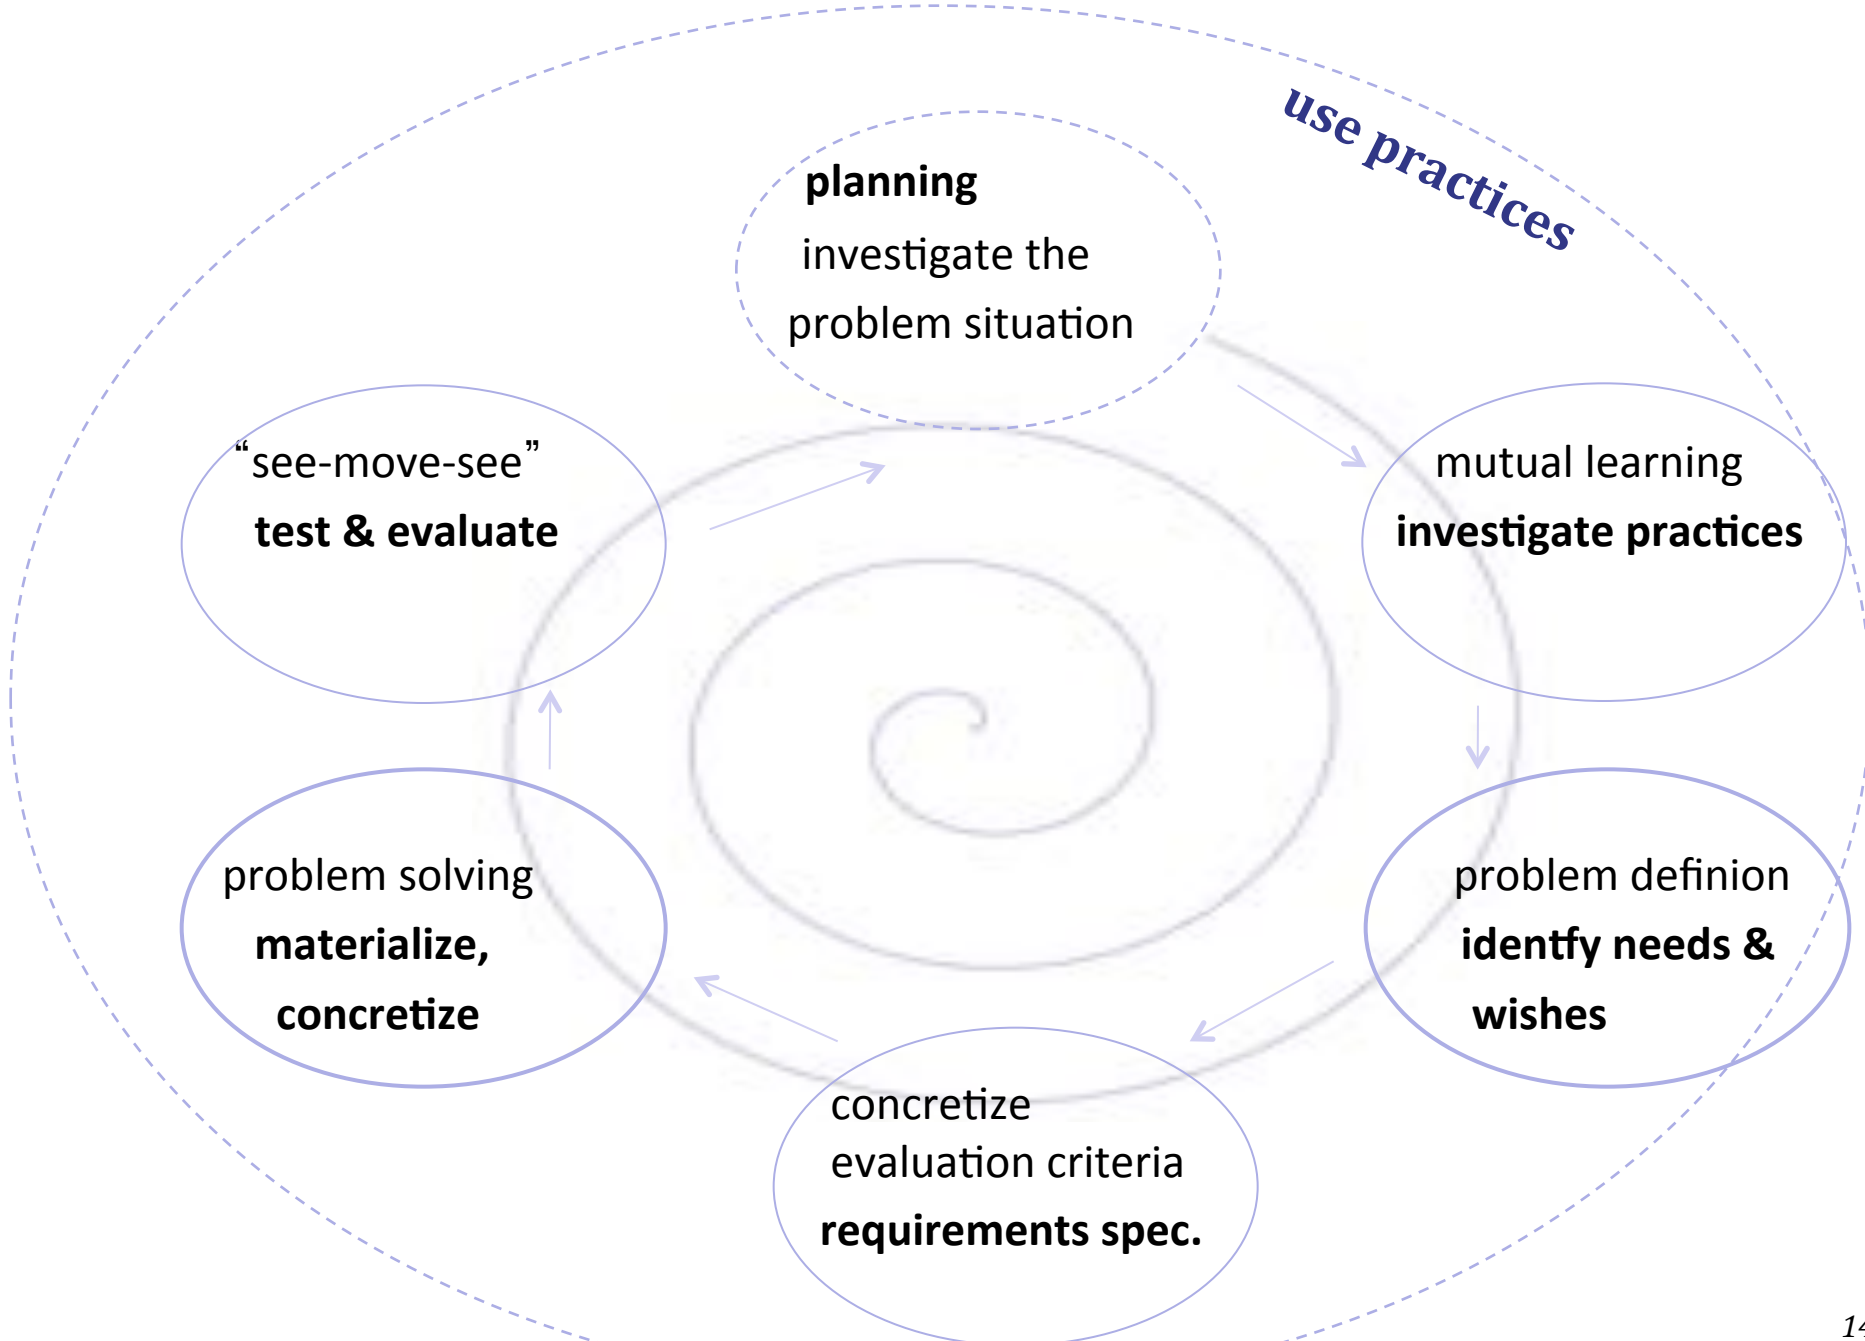 use practices
planning
investigate the
problem situation
“see-move-see”
test & evaluate
mutual learning
investigate practices
problem solving
materialize,
concretize
problem definion
identfy needs &
wishes
concretize
evaluation criteria
requirements spec.
14